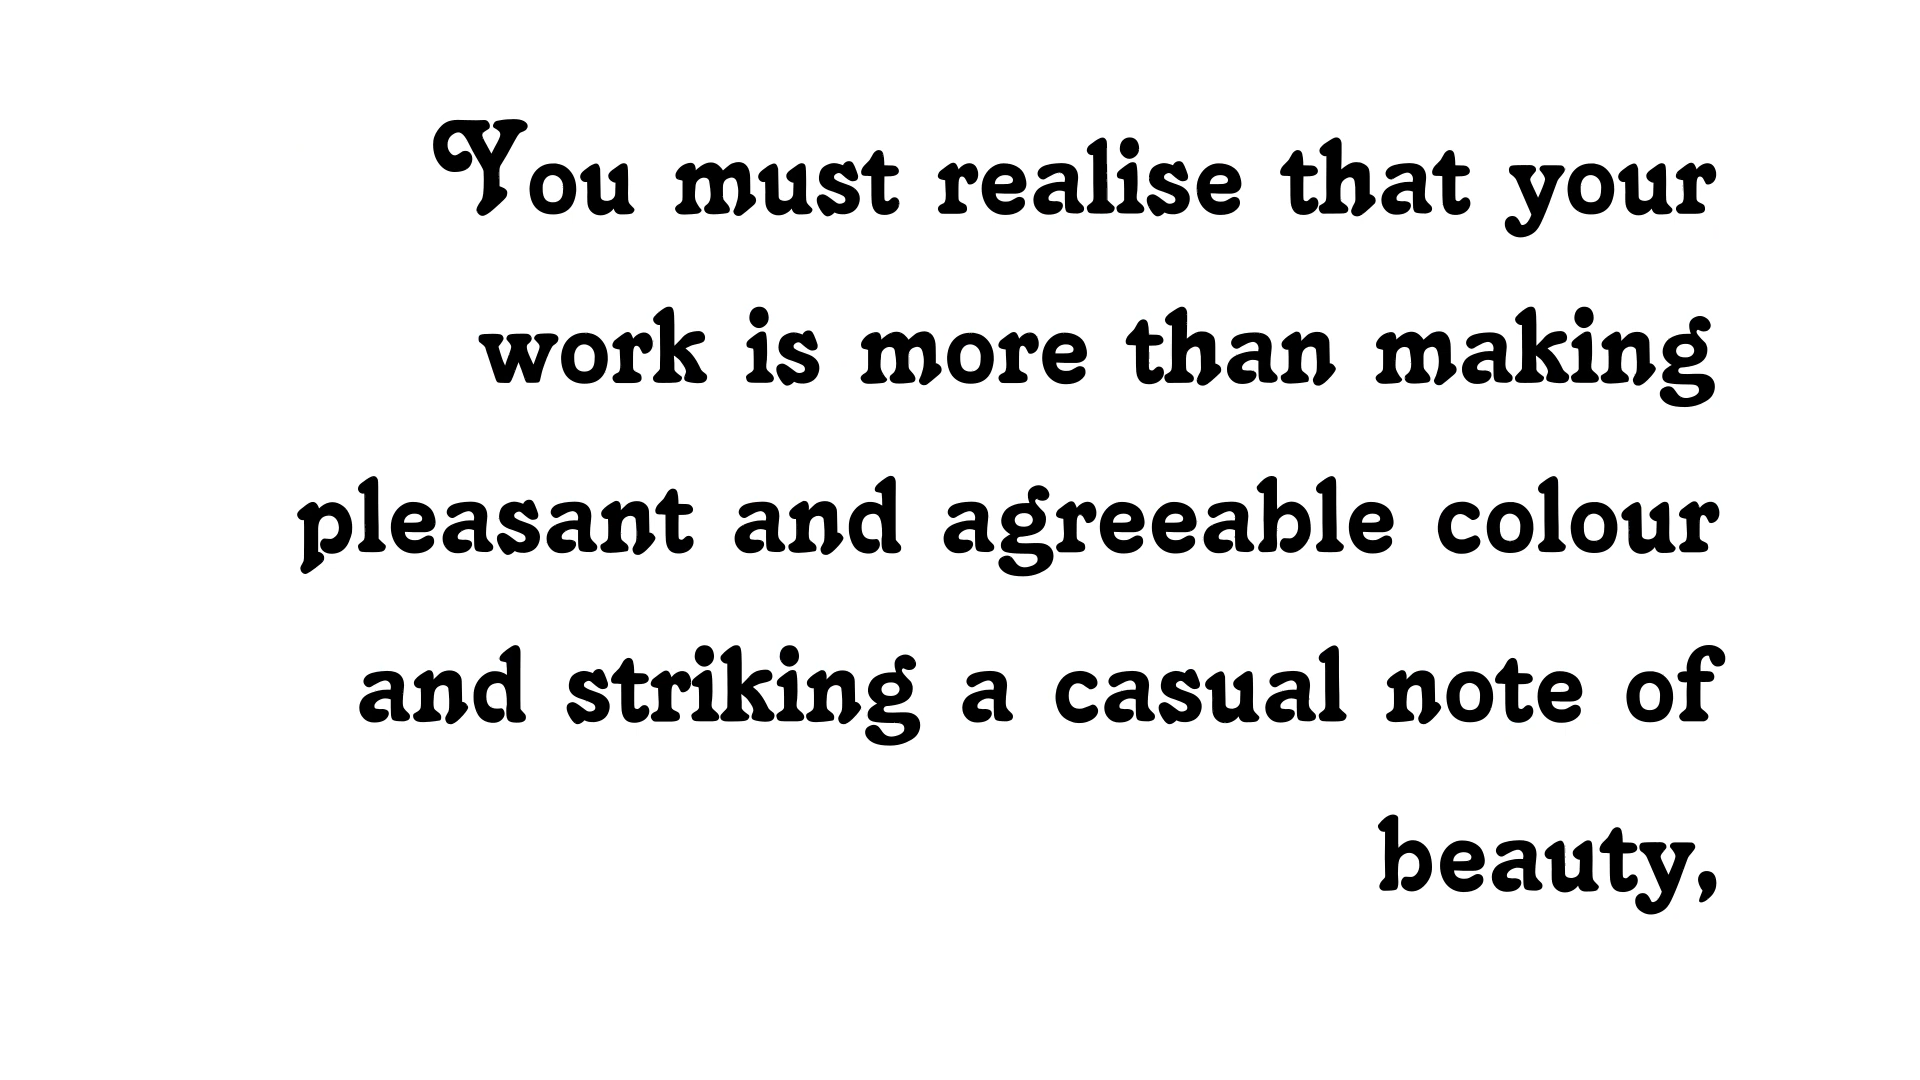 You must realise that your
work is more than making
pleasant and agreeable colour
and striking a casual note of
beauty,